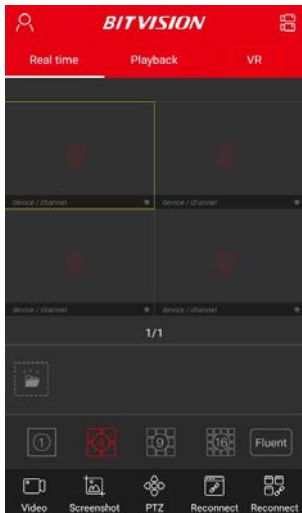 BITVISION
Real time Playback VR
device / channel device / channel
device / channel device / channel
1/1
1 4 9 16 Fluent
Video Screenshot PTZ Reconnect Reconnect